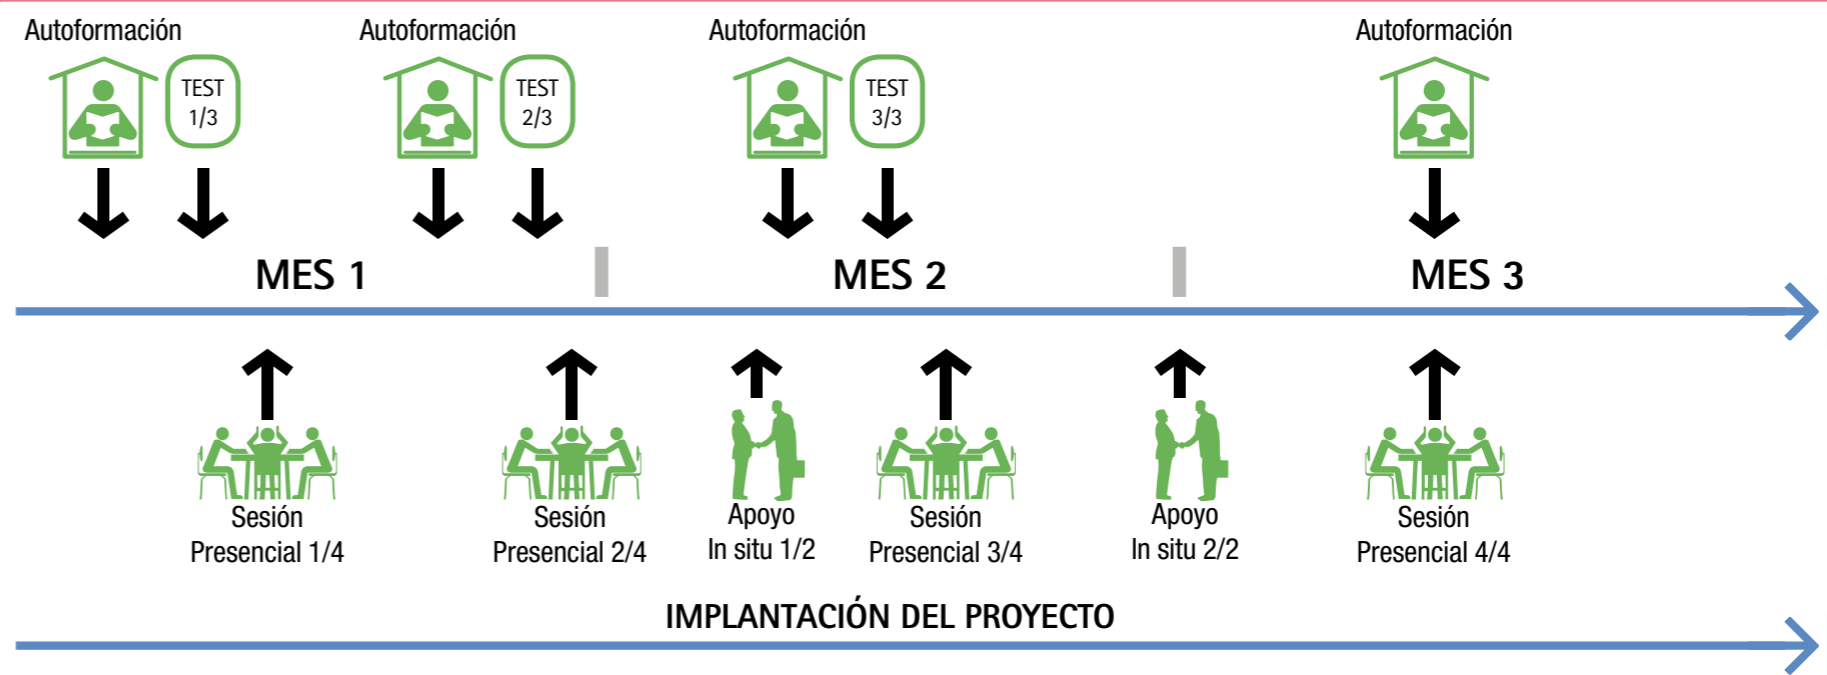 Autoformación
TEST
1/3
Autoformación
TEST
2/3
Autoformación
TEST
3/3
Autoformación
MES 1
MES 2
MES 3
Sesión
Presencial 1/4
Sesión
Presencial 2/4
Apoyo
In situ 1/2
Sesión
Presencial 3/4
Apoyo
In situ 2/2
Sesión
Presencial 4/4
IMPLANTACIÓN DEL PROYECTO